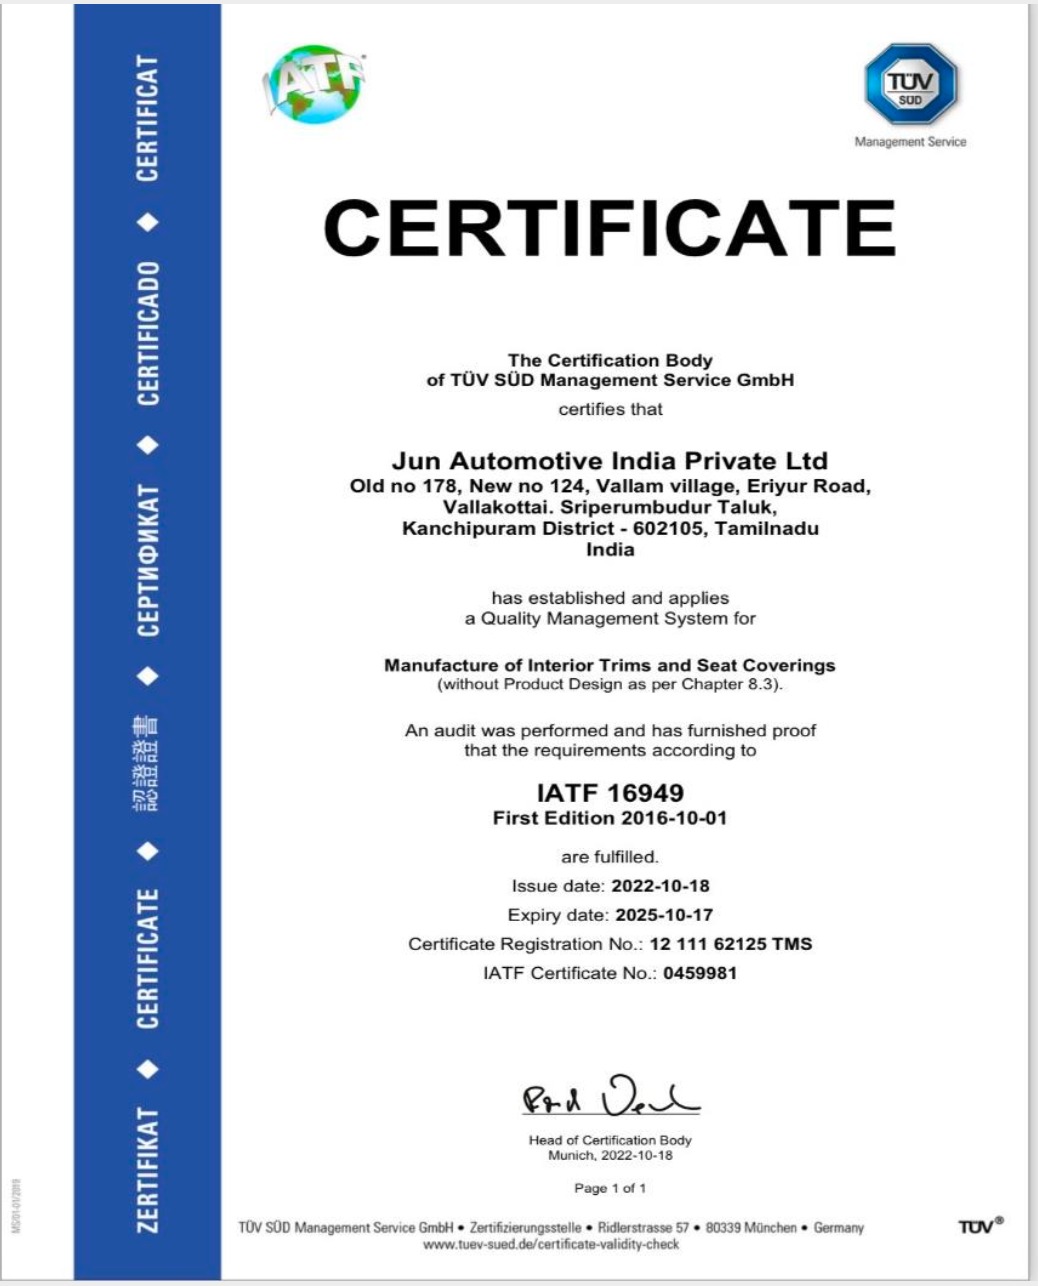 IATF
TÜV
SÜD
Management Service
CERTIFICATE
The Certification Body
of TÜV SÜD Management Service GmbH
certifies that
Jun Automotive India Private Ltd
Old no 178, New no 124, Vallam village, Eriyur Road,
Vallakottai. Sriperumbudur Taluk,
Kanchipuram District - 602105, Tamilnadu
India
has established and applies
a Quality Management System for
Manufacture of Interior Trims and Seat Coverings
(without Product Design as per Chapter 8.3).
An audit was performed and has furnished proof
that the requirements according to
IATF 16949
First Edition 2016-10-01
are fulfilled.
Issue date: 2022-10-18
Expiry date: 2025-10-17
Certificate Registration No.: 12 111 62125 TMS
IATF Certificate No.: 0459981
Head of Certification Body
Munich, 2022-10-18
Page 1 of 1
TÜV SÜD Management Service GmbH • Zertifizierungsstelle • Ridlerstrasse 57 • 80339 München • Germany
www.tuev-sued.de/certificate-validity-check
TÜV®
ZERTIFIKAT ◆ CERTIFICATE ◆ 認證證書 ◆ СЕРТИФИКАТ ◆ CERTIFICADO ◆ CERTIFICAT
MS/01-01/2019